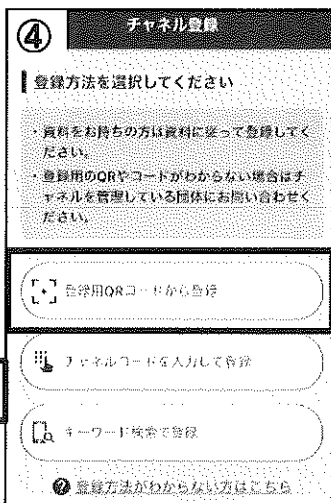 ④
チャネル登録
登録方法を選択してください
・資料をお持ちの方は資料に従って登録してく
ださい。
・登録用のQRやコードがわからない場合はチ
ャネルを管理している団体にお問い合わせく
ださい。
登録用QRコードから登録
チャネルコードを入力して登録
キーワード検索で登録
登録方法がわからない方はこちら